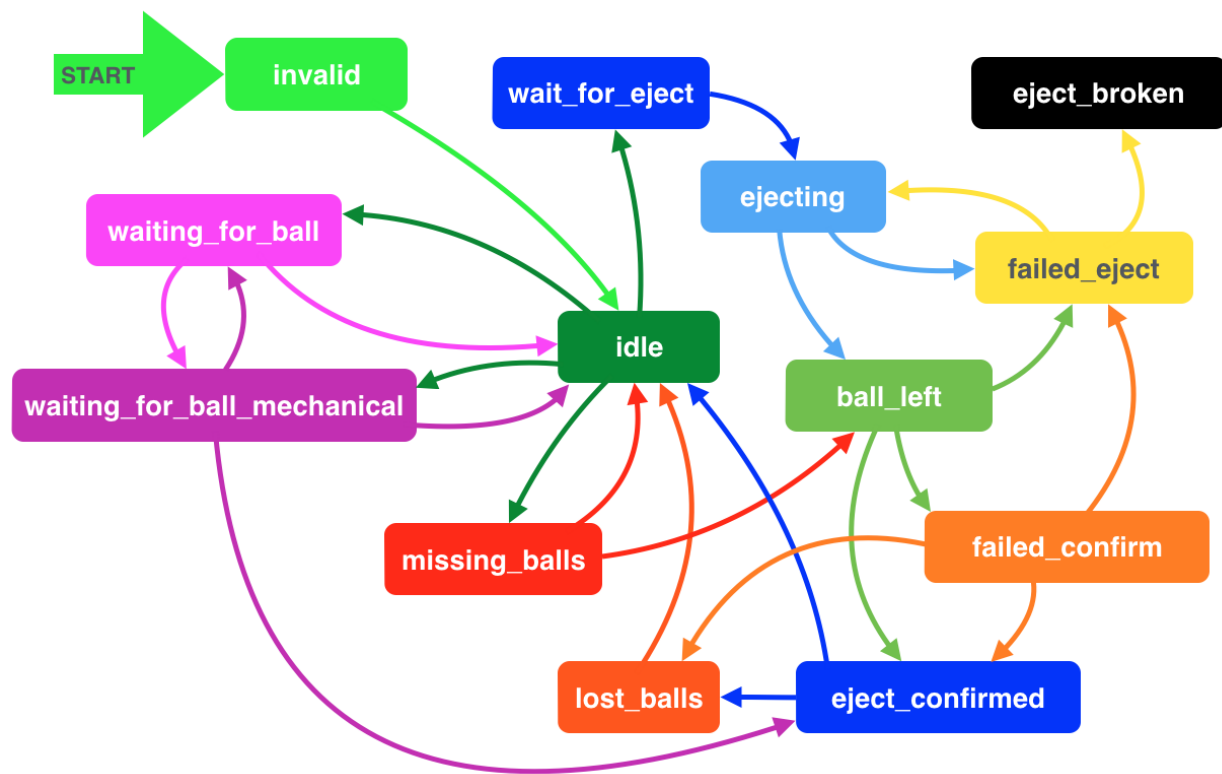 START
invalid
wait_for_eject
eject_broken
ejecting
waiting_for_ball
failed_eject
idle
ball_left
waiting_for_ball_mechanical
missing_balls
failed_confirm
lost_balls
eject_confirmed